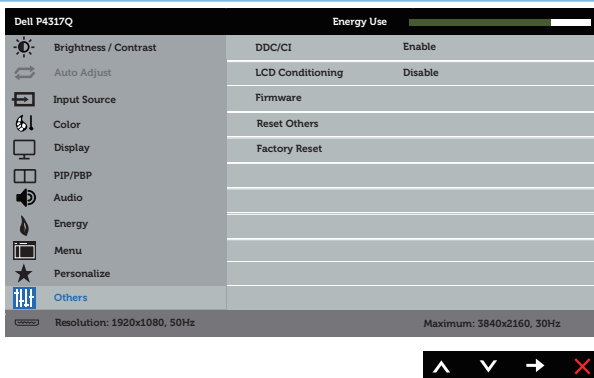 Dell P4317Q Energy Use
Brightness / Contrast DDC/CI Enable
Auto Adjust LCD Conditioning Disable
Input Source Firmware
Color Reset Others
Display Factory Reset
PIP/PBP
Audio
Energy
Menu
Personalize
Others
Resolution: 1920x1080, 50Hz Maximum: 3840x2160, 30Hz